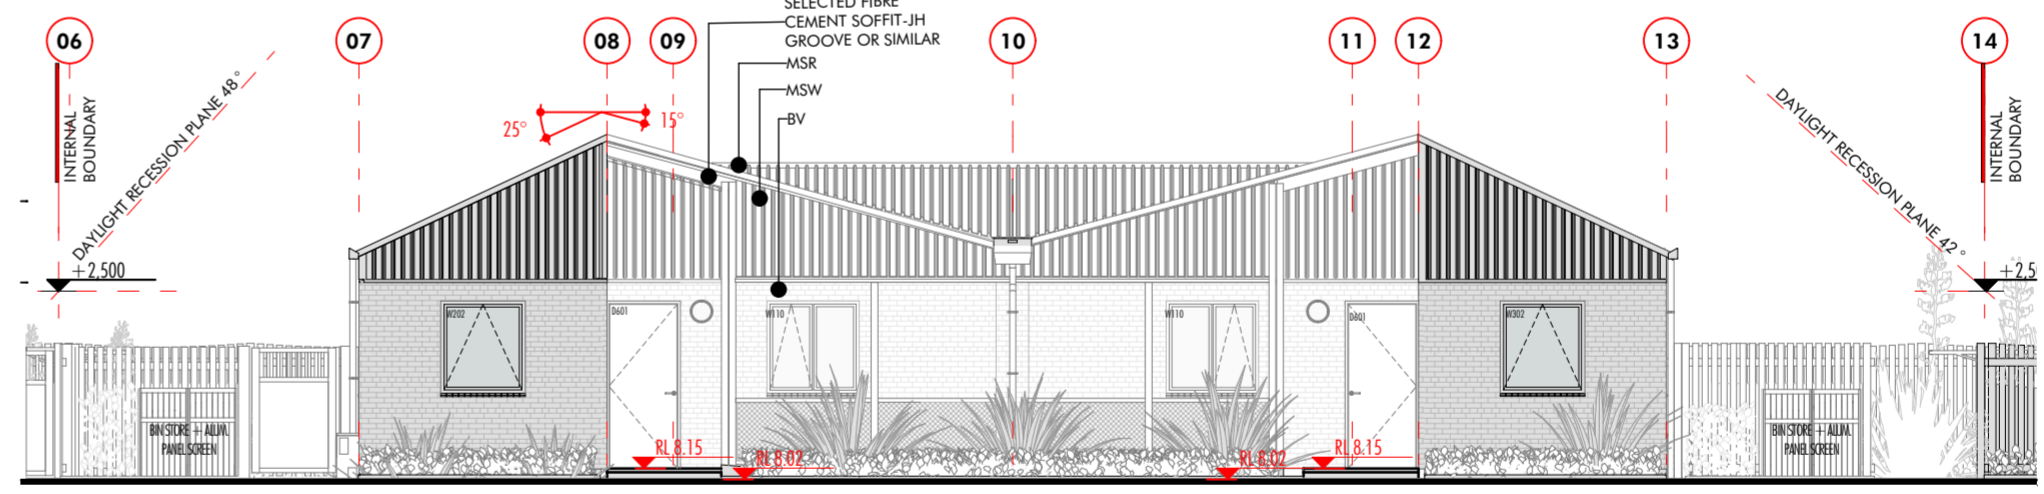 SELECTED FIBRE
CEMENT SOFFIT-JH
GROOVE OR SIMILAR
06
07
08
09
10
11
12
13
14
MSR
MSW
BV
INTERNAL
BOUNDARY
DAYLIGHT RECESSION PLANE 48°
25°
15°
DAYLIGHT RECESSION PLANE 42°
INTERNAL
BOUNDARY
+2,500
+2,5
W202
D601
W110
W110
D601
W302
BIN STORE + ALUM.
PANEL SCREEN
RL 8.15
RL 8.02
RL 8.02
RL 8.15
BIN STORE + ALUM.
PANEL SCREEN